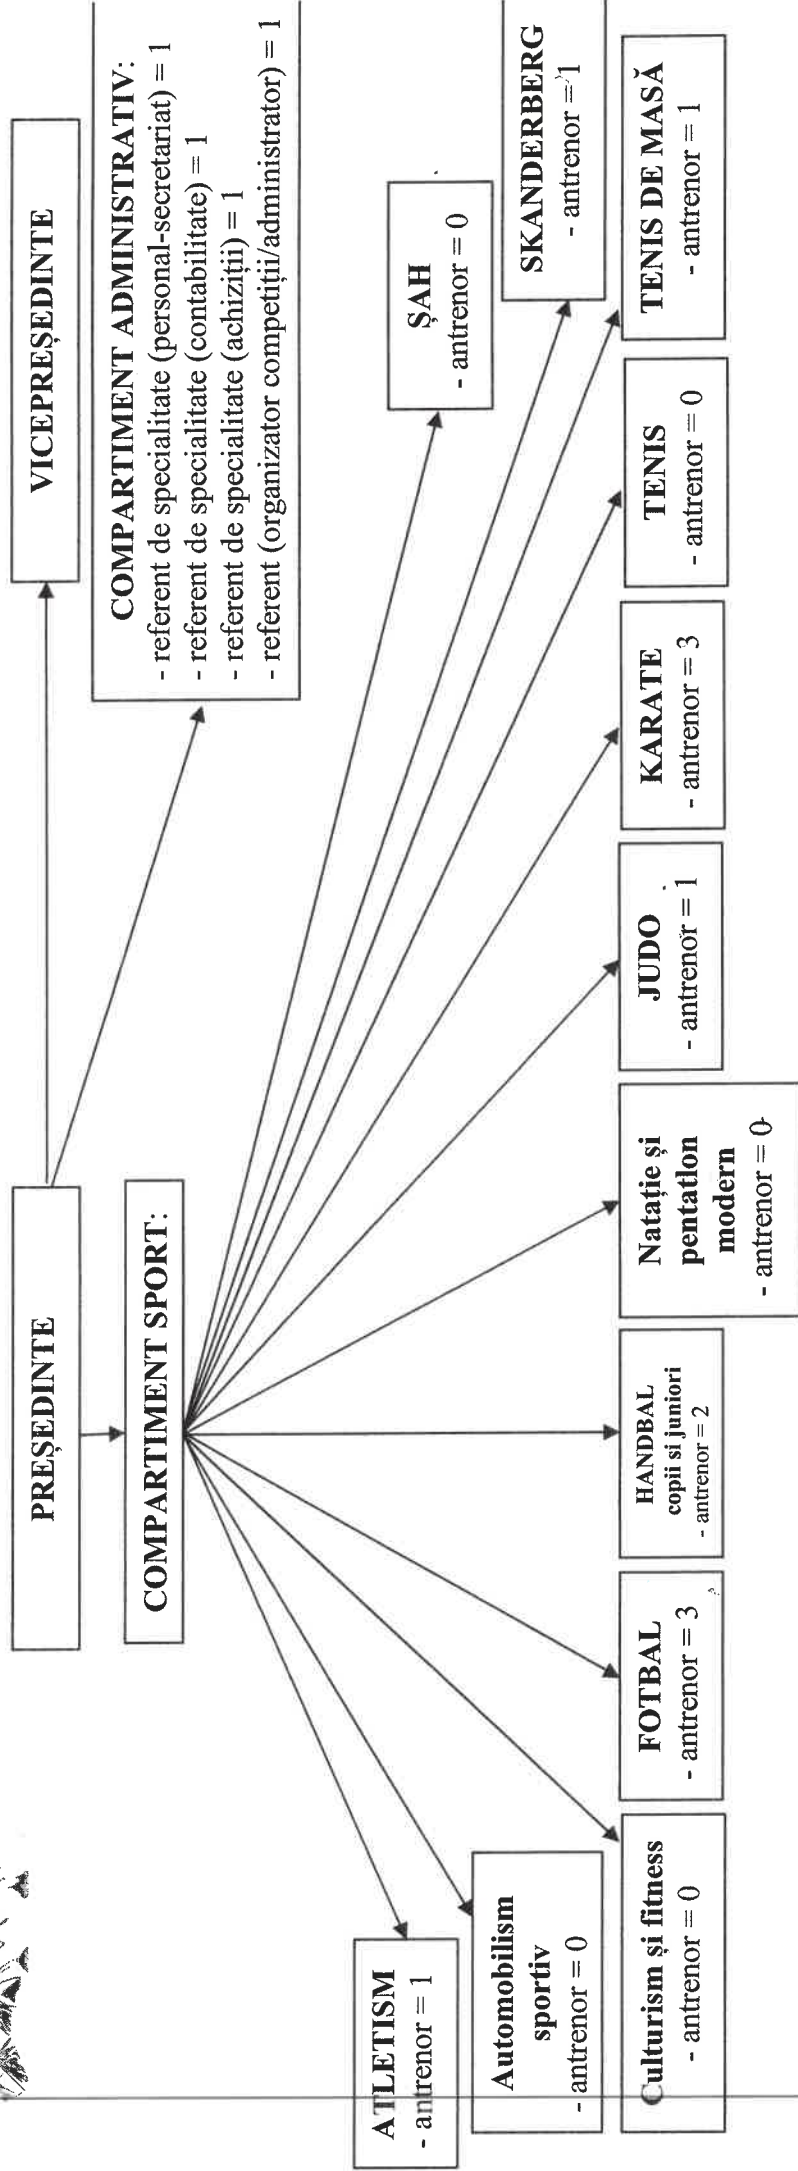 PREȘEDINTE
VICEPREȘEDINTE
COMPARTIMENT ADMINISTRATIV:
- referent de specialitate (personal-secretariat) = 1
- referent de specialitate (contabilitate) = 1
- referent de specialitate (achiziții) = 1
- referent (organizator competiții/administrator) = 1
COMPARTIMENT SPORT:
ATLETISM
- antrenor = 1
Automobilism
sportiv
- antrenor = 0
Culturism și fitness
- antrenor = 0
FOTBAL
- antrenor = 3
HANDBAL
copii si juniori
- antrenor = 2
Natație și
pentatlon
modern
- antrenor = 0
JUDO
- antrenor = 1
KARATE
- antrenor = 3
TENIS
- antrenor = 0
TENIS DE MASĂ
- antrenor = 1
SKANDERBERG
- antrenor = 1
ȘAH
- antrenor = 0